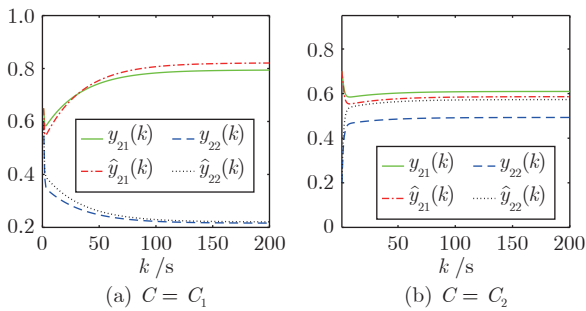 1.0
0.8
0.6
0.4
0.2
0 50 100 150 200
y₂₁(k) y₂₂(k)
ŷ₂₁(k) ŷ₂₂(k)
k /s
(a) C = C₁
0.8
0.6
0.4
0.2
0
50 100 150 200
y₂₁(k) y₂₂(k)
ŷ₂₁(k) ŷ₂₂(k)
k /s
(b) C = C₂